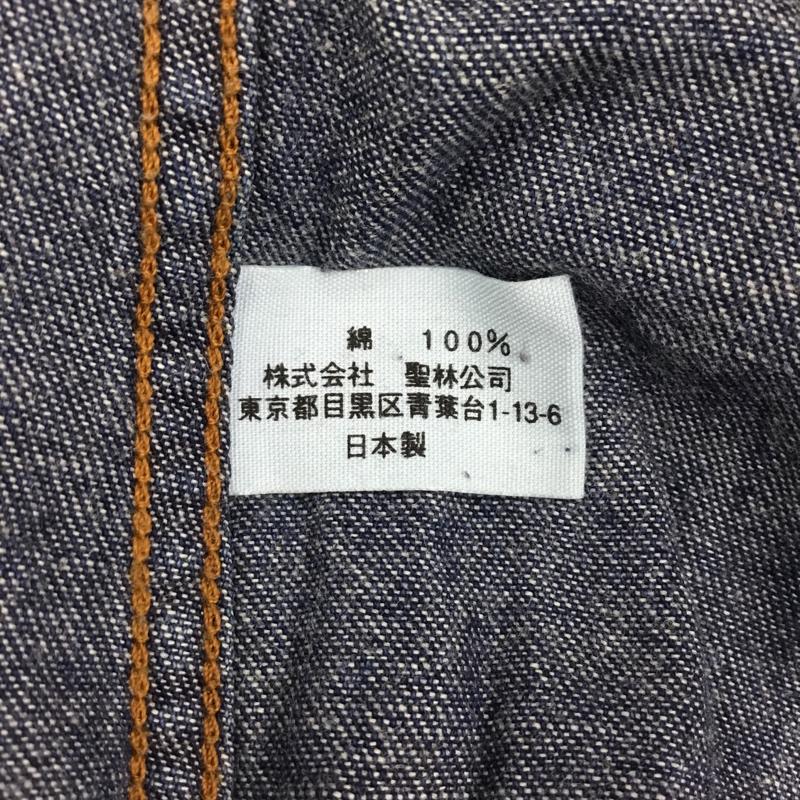 綿 100%
株式会社 聖林公司
東京都目黒区青葉台1-13-6
日本製